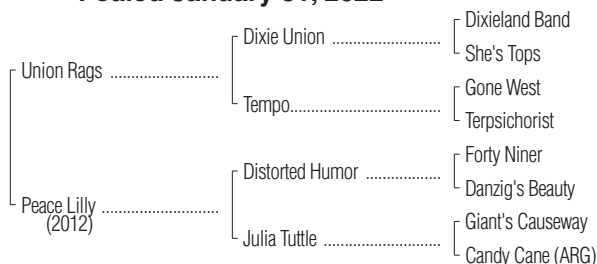 Foaled January 31, 2022
Dixieland Band
Dixie Union ........................
She's Tops
Union Rags ........................
Gone West
Tempo.................................
Terpsichorist
Forty Niner
Distorted Humor .................
Danzig's Beauty
Peace Lilly ..........................
(2012)
Giant's Causeway
Julia Tuttle ..........................
Candy Cane (ARG)